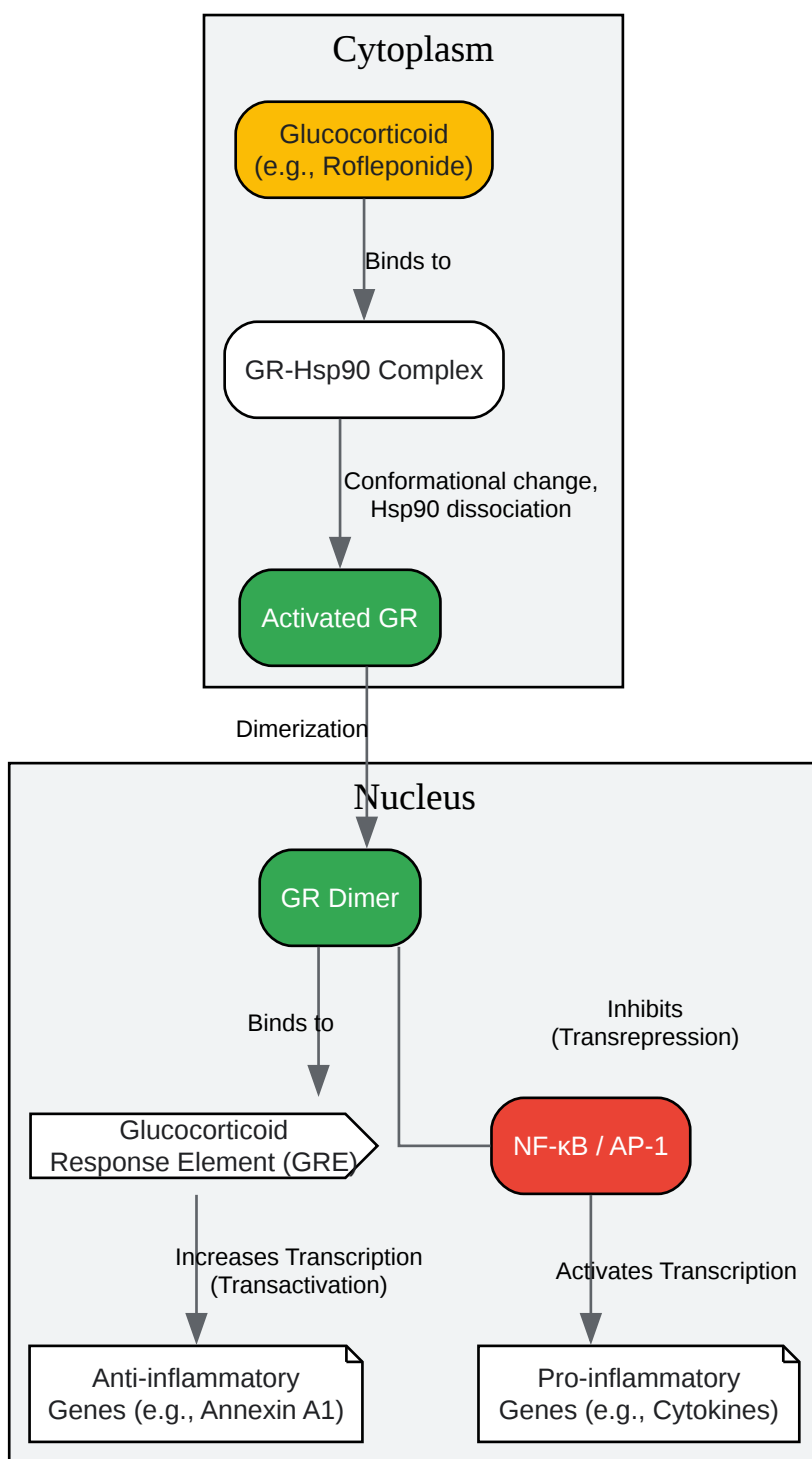 Cytoplasm
Glucocorticoid
(e.g., Rofleponide)
Binds to
GR-Hsp90 Complex
Conformational change,
Hsp90 dissociation
Activated GR
Dimerization
Nucleus
GR Dimer
Binds to
Inhibits
(Transrepression)
Glucocorticoid
Response Element (GRE)
NF-κB / AP-1
Increases Transcription
(Transactivation)
Activates Transcription
Anti-inflammatory
Genes (e.g., Annexin A1)
Pro-inflammatory
Genes (e.g., Cytokines)